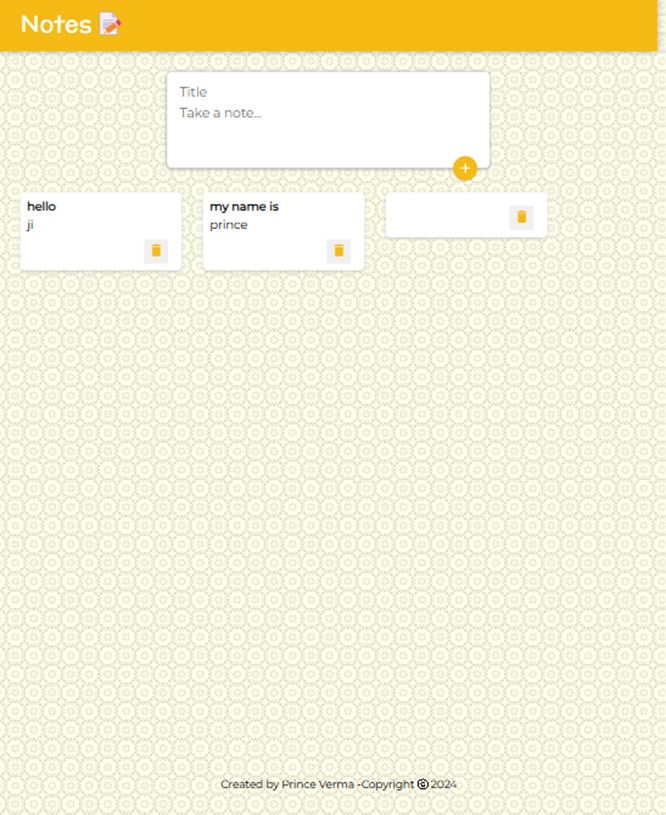 Notes 📝
Title
Take a note...
+
hello
ji
my name is
prince
Created by Prince Verma -Copyright © 2024